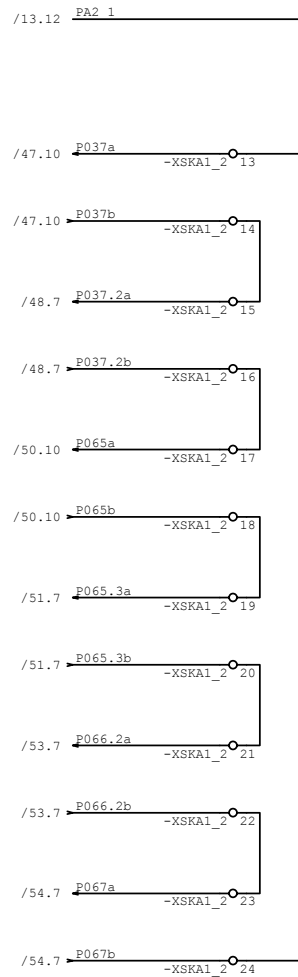 /13.12 PA2 1
/47.10 P037a
-XSKA1_2 13
/47.10 P037b
-XSKA1_2 14
/48.7 P037.2a
-XSKA1_2 15
/48.7 P037.2b
-XSKA1_2 16
/50.10 P065a
-XSKA1_2 17
/50.10 P065b
-XSKA1_2 18
/51.7 P065.3a
-XSKA1_2 19
/51.7 P065.3b
-XSKA1_2 20
/53.7 P066.2a
-XSKA1_2 21
/53.7 P066.2b
-XSKA1_2 22
/54.7 P067a
-XSKA1_2 23
/54.7 P067b
-XSKA1_2 24